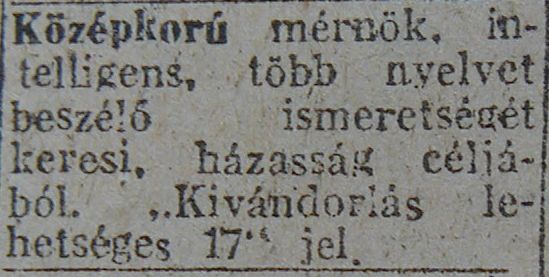 Középkorú mérnök, in-
telligens, több nyelvet
beszélő ismeretségét
keresi, házasság céljá-
ból. „Kivándorlás le-
hetséges 17“ jel.